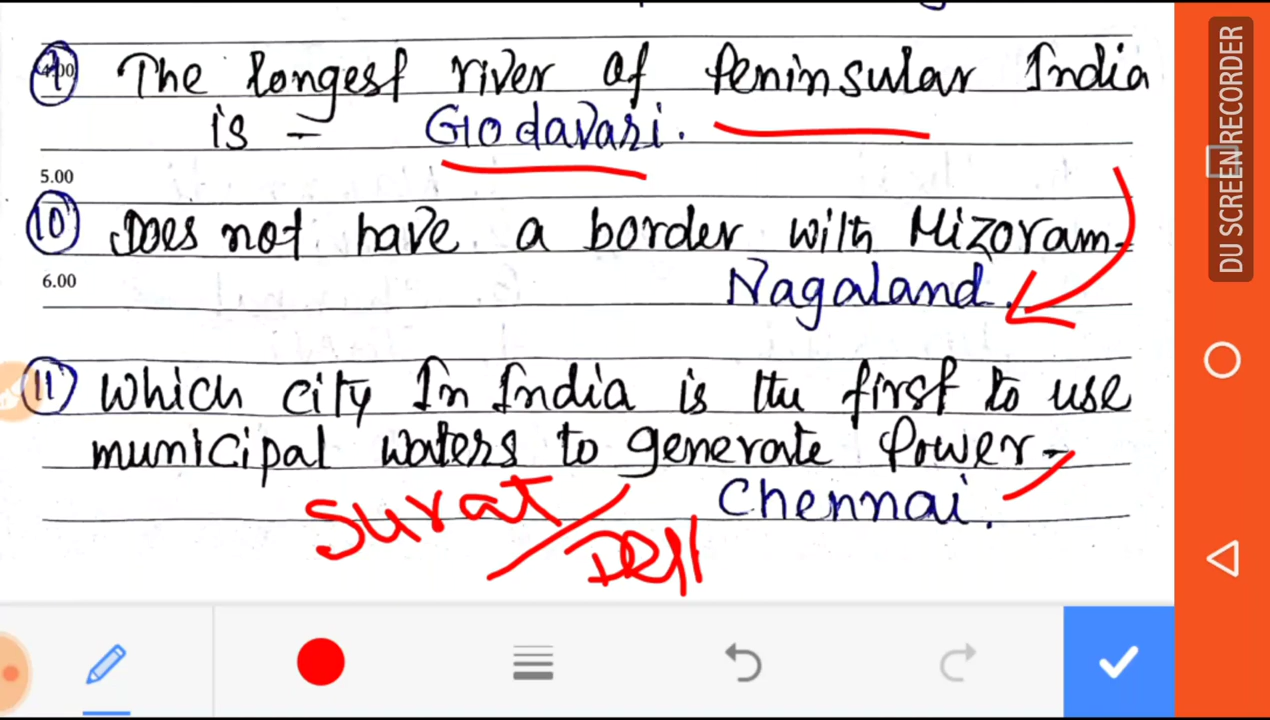 9 The longest river of Peninsular India
is - Godavari.
5.00
10 Does not have a border with Mizoram-
6.00
Nagaland.
11 Which city In India is the first to use
municipal waters to generate Power-
Chennai.
Surat
DU SCREEN RECORDER